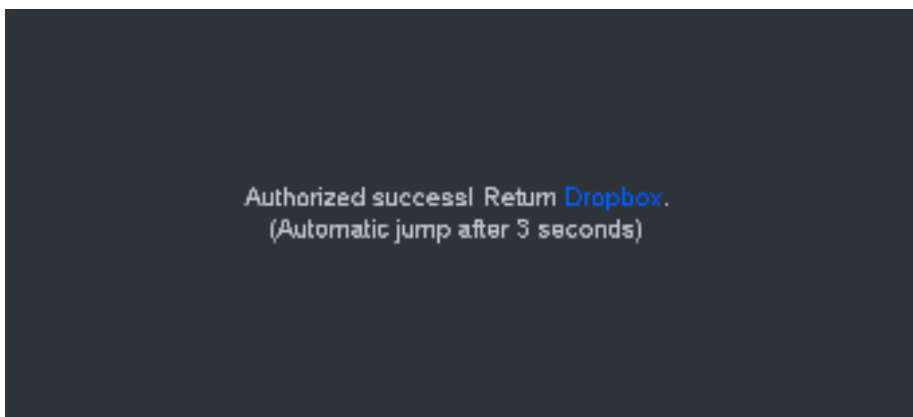 Authorized success! Return Dropbox.
(Automatic jump after 3 seconds)